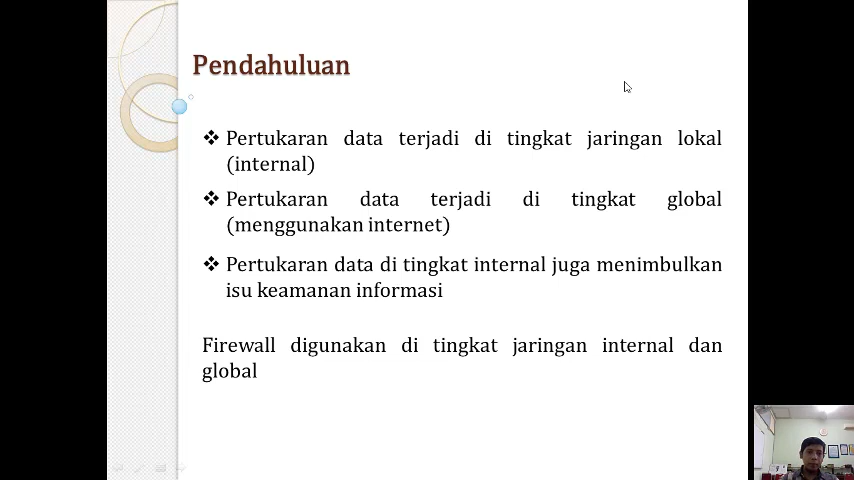 Pendahuluan
Pertukaran data terjadi di tingkat jaringan lokal
(internal)
Pertukaran data terjadi di tingkat global
(menggunakan internet)
Pertukaran data di tingkat internal juga menimbulkan
isu keamanan informasi
Firewall digunakan di tingkat jaringan internal dan
global